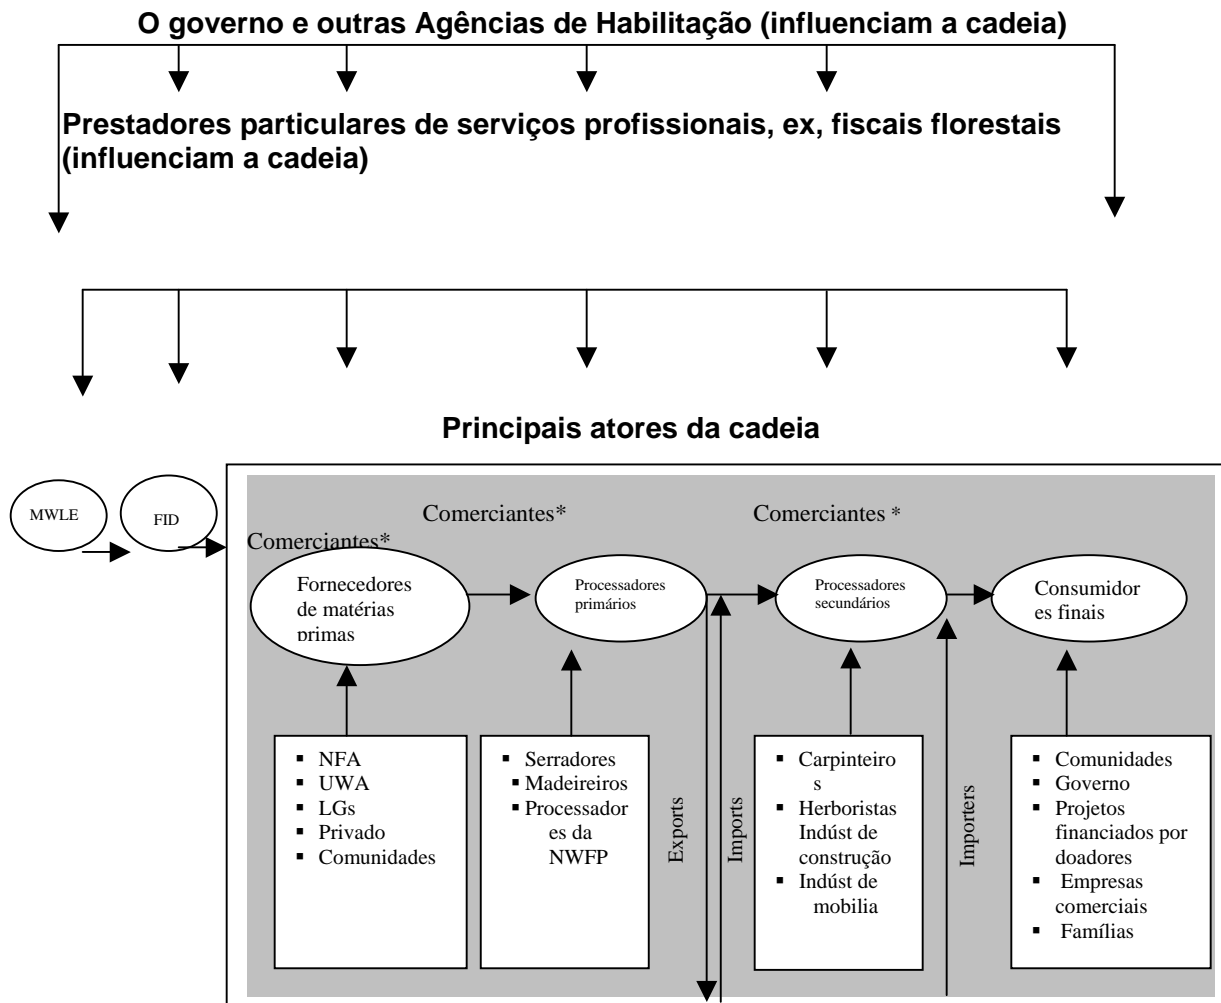 O governo e outras Agências de Habilitação (influenciam a cadeia)
Prestadores particulares de serviços profissionais, ex, fiscais florestais
(influenciam a cadeia)
Principais atores da cadeia
MWLE
FID
Comerciantes*
Comerciantes*
Comerciantes *
Fornecedores
de matérias
primas
Processadores
primários
Processadores
secundários
Consumidor
es finais
▪ NFA
▪ UWA
▪ LGs
▪ Privado
▪ Comunidades
▪ Serradores
▪ Madeireiros
▪ Processador
es da
NWFP
Exports
Imports
▪ Carpinteiro
s
▪ Herboristas
Indúst de
construção
▪ Indúst de
mobilia
Importers
▪ Comunidades
▪ Governo
▪ Projetos
financiados por
doadores
▪ Empresas
comerciais
▪ Famílias